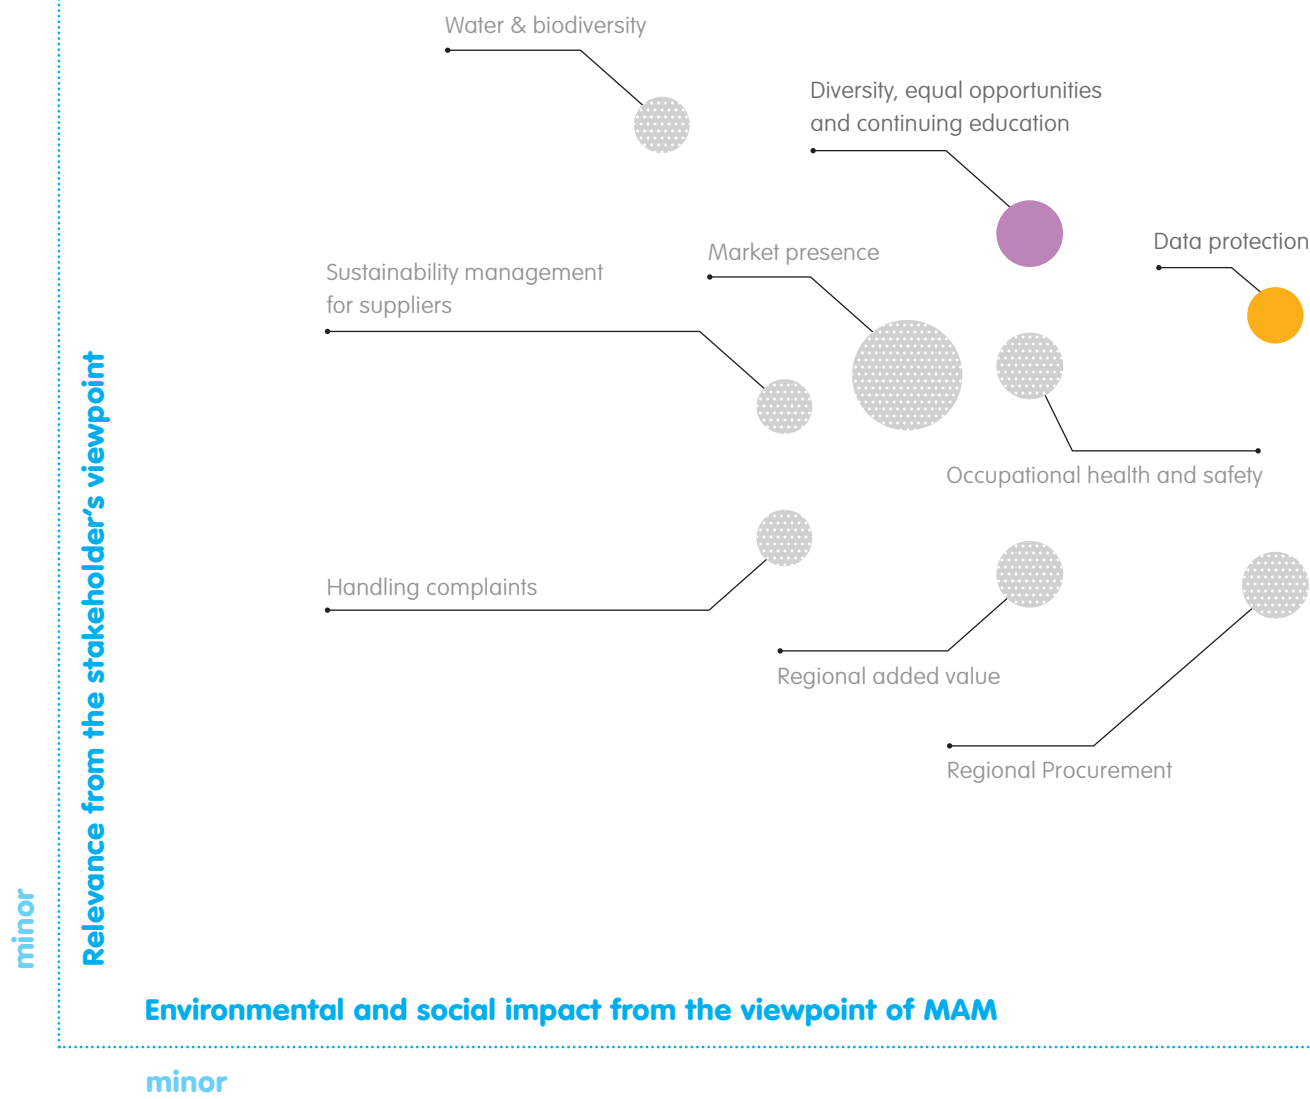 Water & biodiversity
Diversity, equal opportunities
and continuing education
Data protection
Market presence
Sustainability management
for suppliers
Occupational health and safety
Handling complaints
Regional added value
Regional Procurement
Relevance from the stakeholder's viewpoint
minor
Environmental and social impact from the viewpoint of MAM
minor